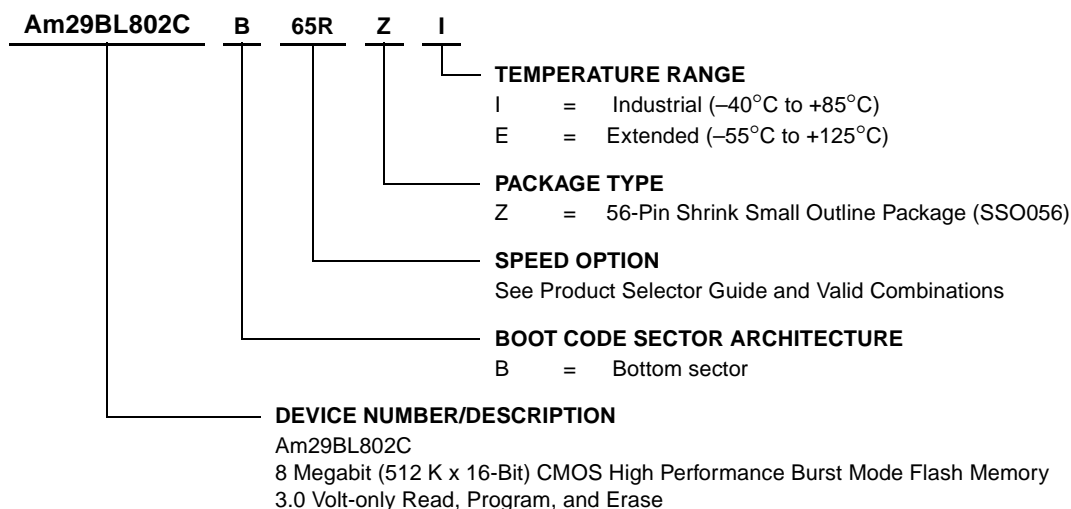 Am29BL802C B 65R Z I
TEMPERATURE RANGE
I = Industrial (–40°C to +85°C)
E = Extended (–55°C to +125°C)
PACKAGE TYPE
Z = 56-Pin Shrink Small Outline Package (SSO056)
SPEED OPTION
See Product Selector Guide and Valid Combinations
BOOT CODE SECTOR ARCHITECTURE
B = Bottom sector
DEVICE NUMBER/DESCRIPTION
Am29BL802C
8 Megabit (512 K x 16-Bit) CMOS High Performance Burst Mode Flash Memory
3.0 Volt-only Read, Program, and Erase